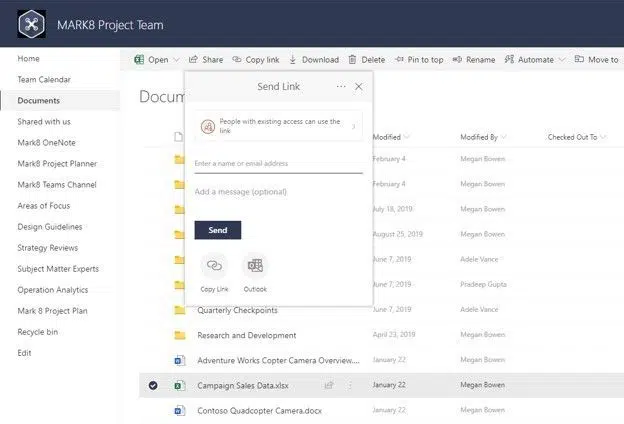 MARK8 Project Team
Home
Team Calendar
Documents
Shared with us
Mark8 OneNote
Mark8 Project Planner
Mark8 Teams Channel
Areas of Focus
Design Guidelines
Strategy Reviews
Subject Matter Experts
Operation Analytics
Mark 8 Project Plan
Recycle bin
Edit
Open Share Copy link Download Delete Pin to top Rename Automate Move to
Docum
Send Link
People with existing access can use the
link
Enter a name or email address
Add a message (optional)
Send
Copy Link Outlook
Modified Modified By Checked Out To
February 4 Megan Bowen
February 4 Megan Bowen
July 18, 2019 Megan Bowen
August 25, 2019 Megan Bowen
June 7, 2019 Adele Vance
June 7, 2019 Pradeep Gupta
Quarterly Checkpoints June 7, 2019 Adele Vance
Research and Development April 23, 2019 Megan Bowen
Adventure Works Copter Camera Overview.... January 22 Megan Bowen
Campaign Sales Data.xlsx January 22 Megan Bowen
Contoso Quadcopter Camera.docx January 22 Megan Bowen